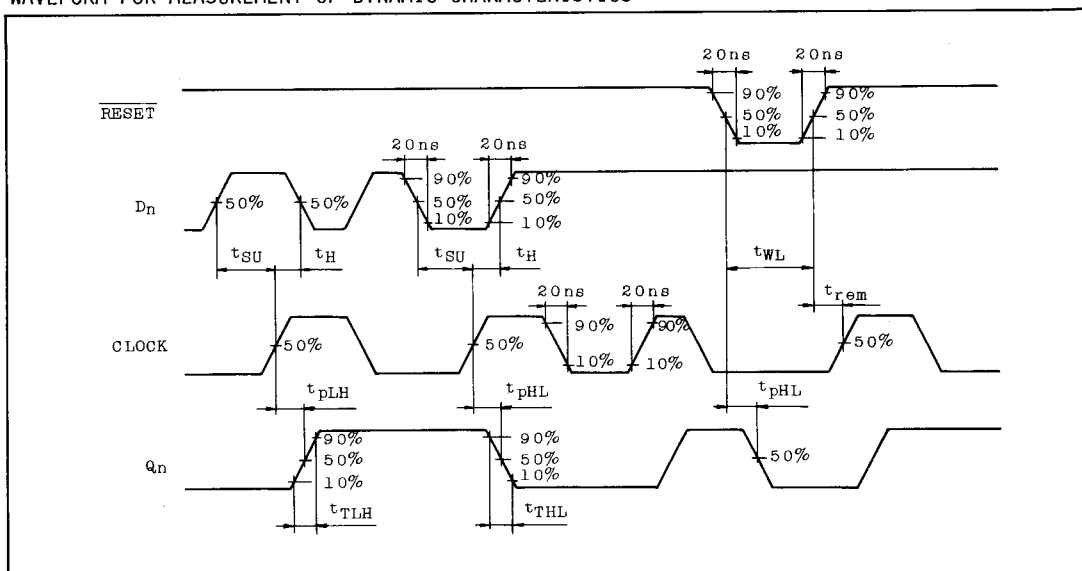 WAVEFORM FOR MEASUREMENT OF DYNAMIC CHARACTERISTICS
20ns 20ns
90% 90%
RESET 50% 50%
10% 10%
20ns 20ns
90% 90%
Dn 50% 50% 50% 50%
10% 10%
tSU tH tSU tH tWL
20ns 20ns trem
90% 90%
CLOCK 50% 50% 50%
10% 10%
tpLH tpHL tpHL
90% 90%
Qn 50% 50% 50%
10% 10%
tTLH tTHL